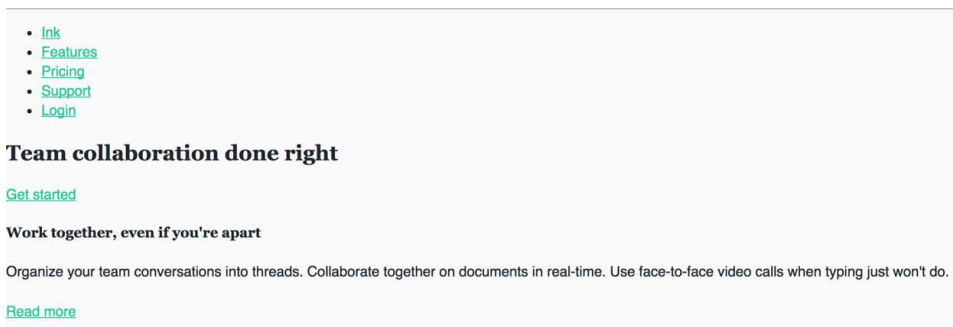 Ink
Features
Pricing
Support
Login
Team collaboration done right
Get started
Work together, even if you're apart
Organize your team conversations into threads. Collaborate together on documents in real-time. Use face-to-face video calls when typing just won't do.
Read more